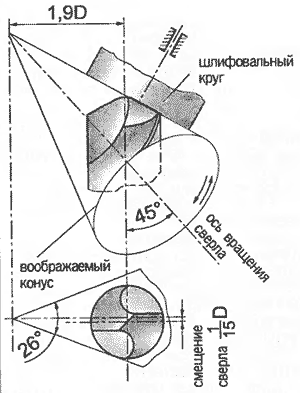 1,9D
шлифовальный
круг
45°
ось вращения
сверла
воображаемый
конус
26°
смещение
сверла 1/15 D